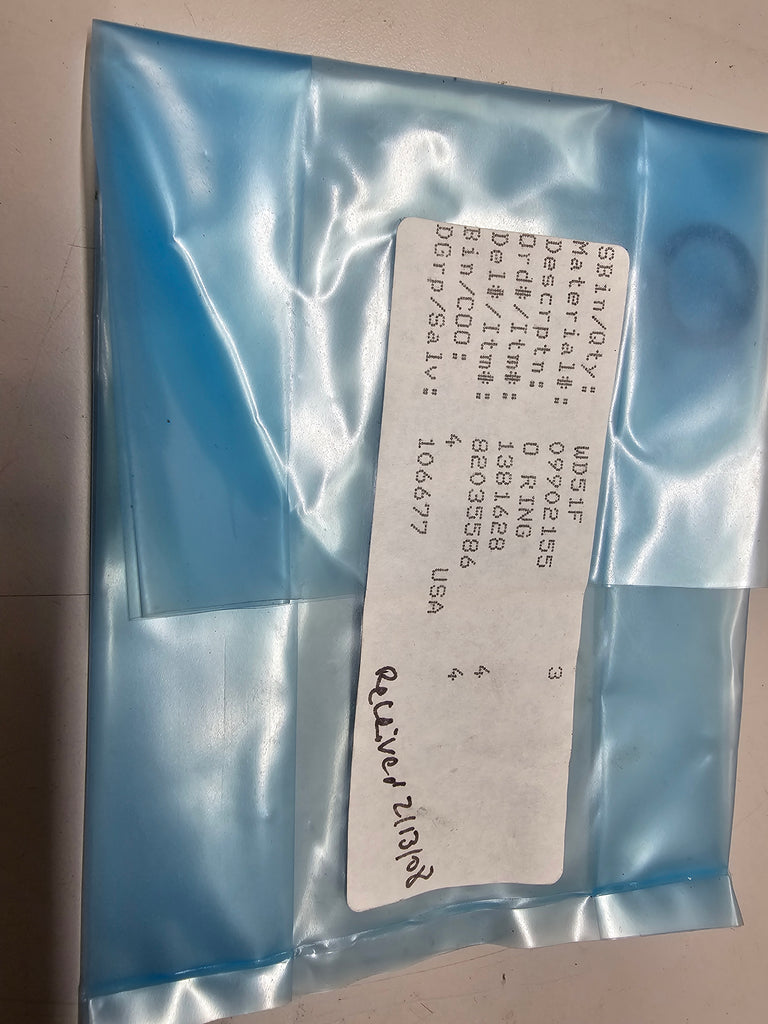 SBin/Qty: WD51F 3
Material#: 09902155
Descrptn: O RING
Ord#/Itm#: 1381628 4
Del#/Itm#: 82035586 4
Bin/COO: 4 USA
DGrp/Salv: 106677
Received 2/13/08